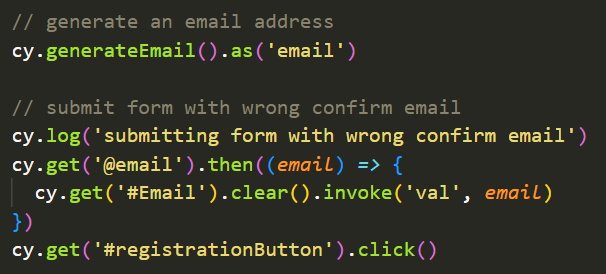 // generate an email address
cy.generateEmail().as('email')

// submit form with wrong confirm email
cy.log('submitting form with wrong confirm email')
cy.get('@email').then((email) => {
  cy.get('#Email').clear().invoke('val', email)
})
cy.get('#registrationButton').click()